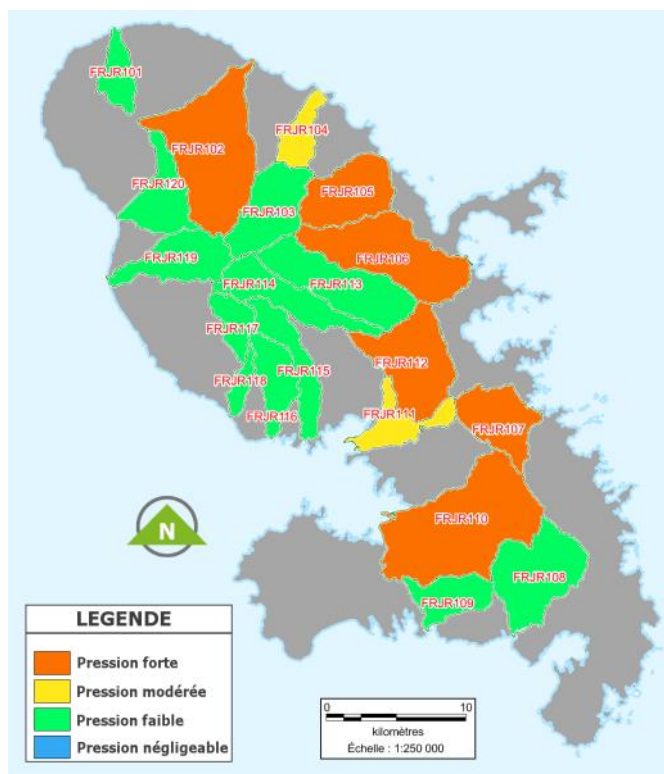 FRJR101
FRJR104
FRJR102
FRJR120
FRJR105
FRJR103
FRJR119
FRJR106
FRJR114
FRJR113
FRJR117
FRJR112
FRJR115
FRJR118
FRJR111
FRJR116
FRJR107
FRJR110
FRJR108
FRJR109
N
LEGENDE
Pression forte
Pression modérée
Pression faible
Pression négligeable
0 10
kilomètres
Échelle : 1:250 000